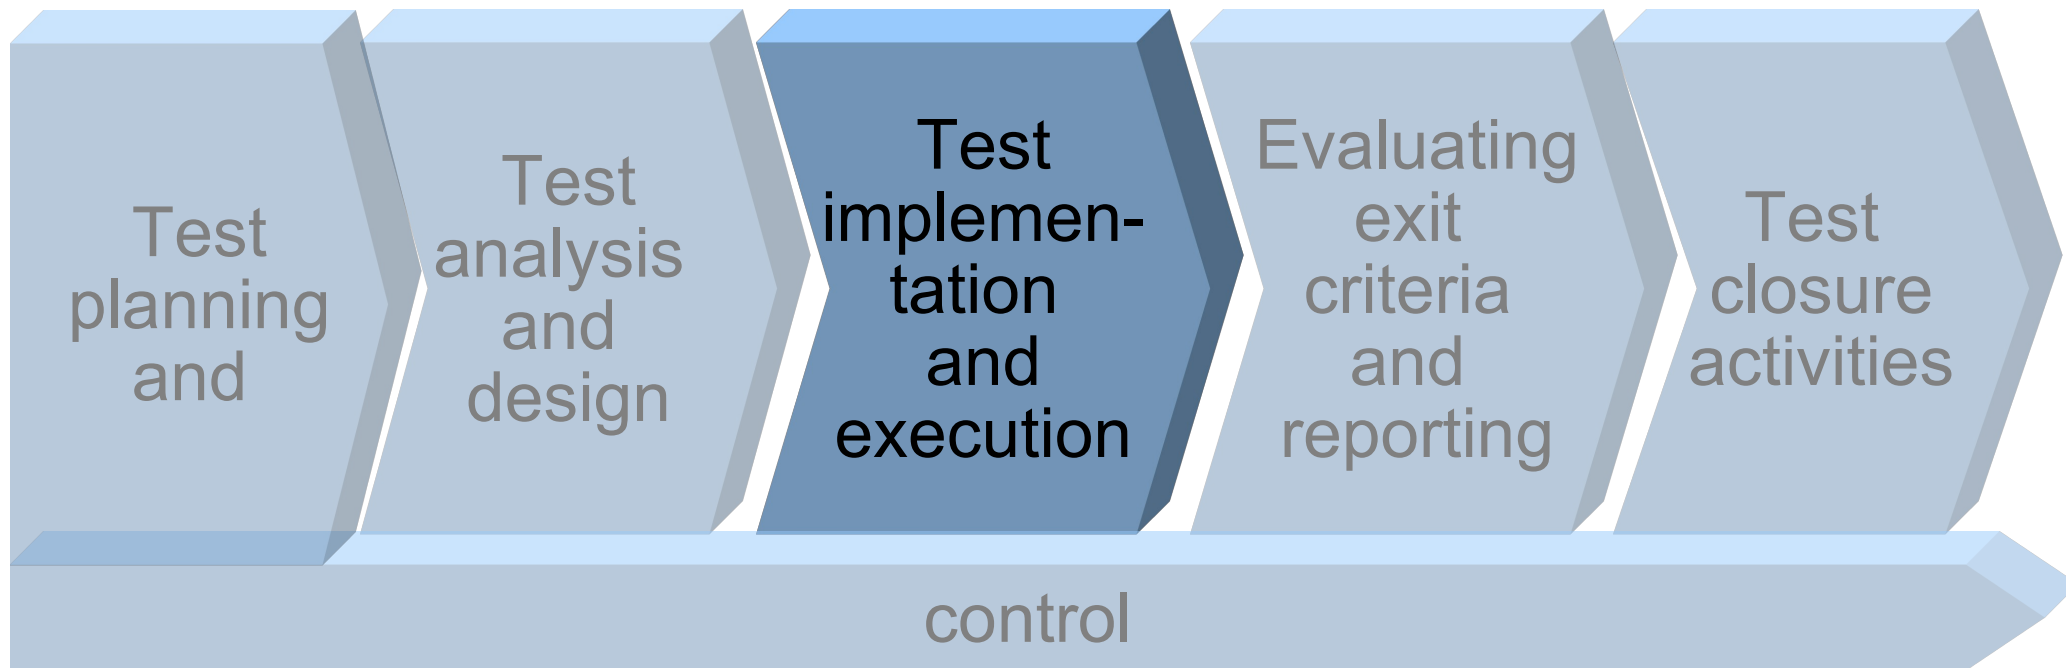 Test
planning
and
Test
analysis
and
design
Test
implemen-
tation
and
execution
Evaluating
exit
criteria
and
reporting
Test
closure
activities
control